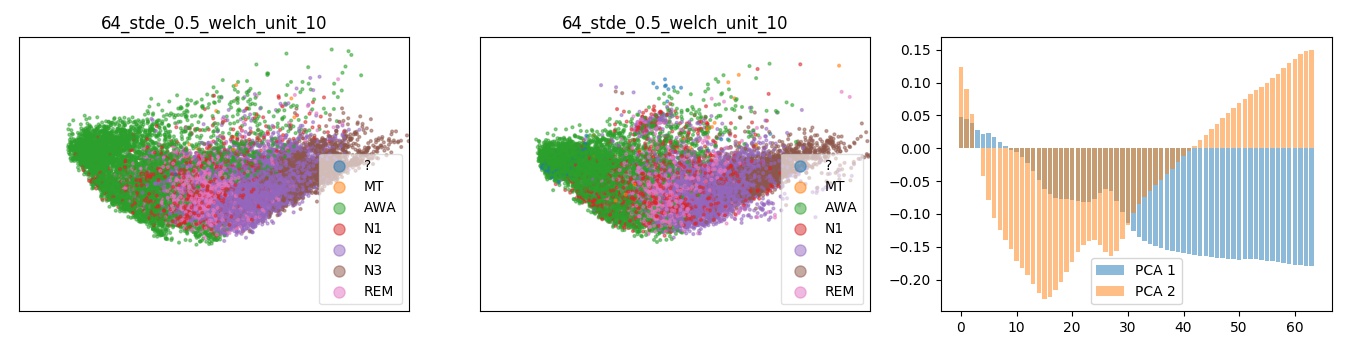 64_stde_0.5_welch_unit_10
?
MT
AWA
N1
N2
N3
REM
64_stde_0.5_welch_unit_10
?
MT
AWA
N1
N2
N3
REM
0.15
0.10
0.05
0.00
−0.05
−0.10
−0.15
−0.20
PCA 1
PCA 2
0 10 20 30 40 50 60